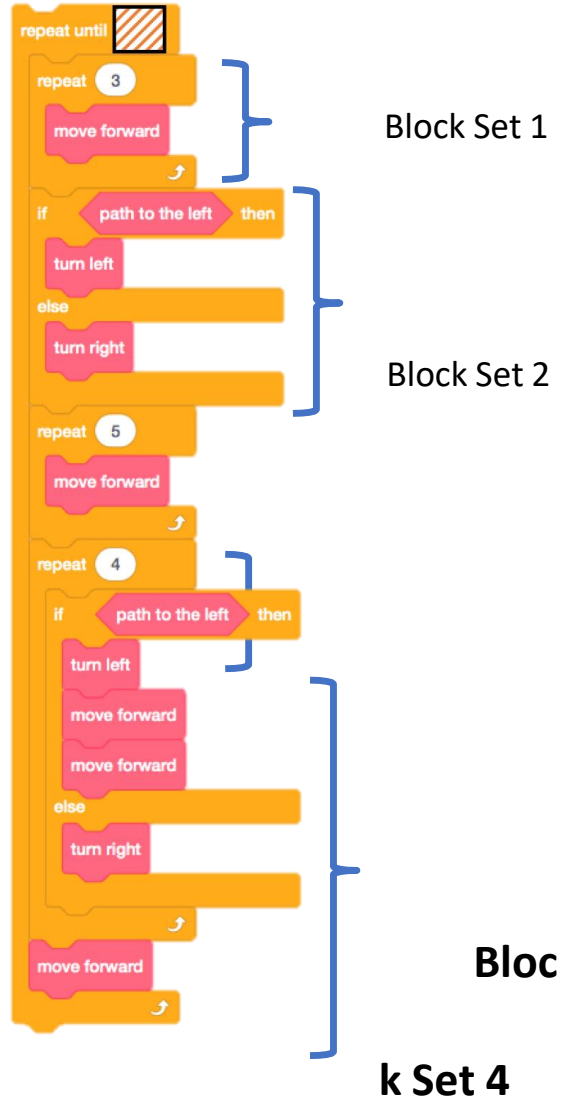 repeat until
repeat 3
move forward
Block Set 1
if path to the left then
turn left
else
turn right
Block Set 2
repeat 5
move forward
repeat 4
if path to the left then
turn left
move forward
move forward
else
turn right
move forward
Bloc
k Set 4